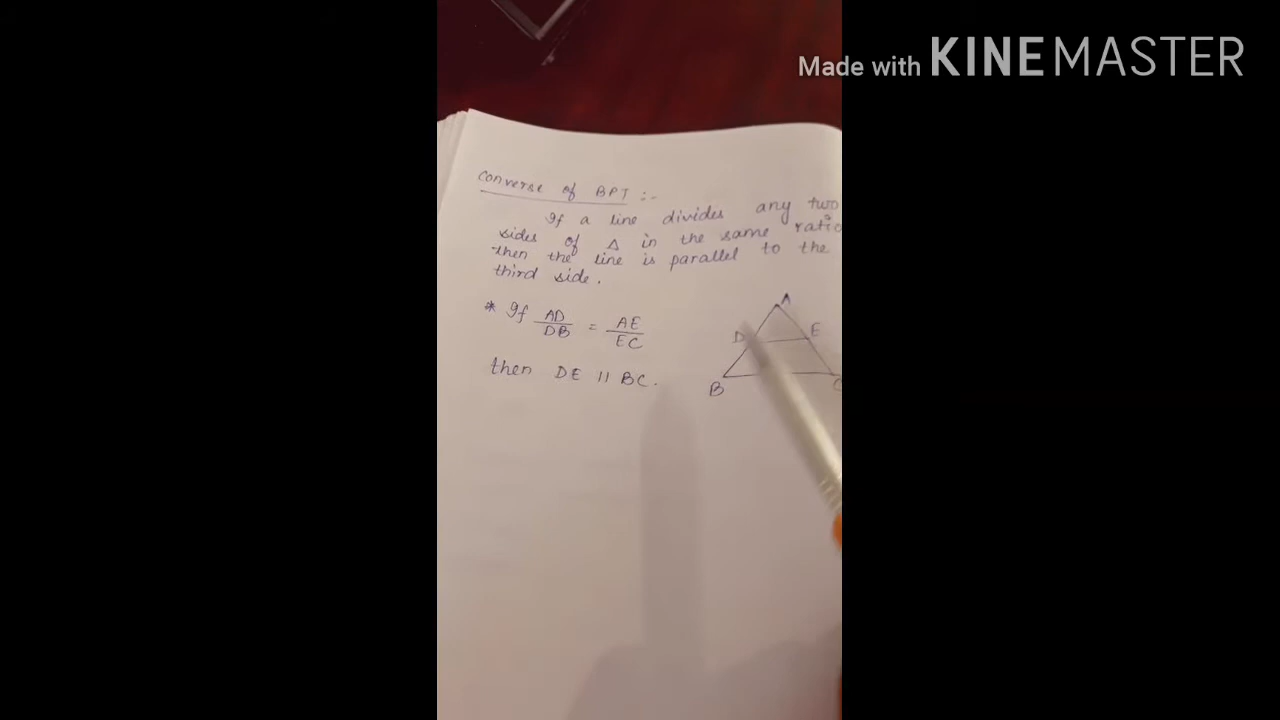 Made with KINEMASTER
Converse of BPT :-
If a line divides any two
sides of Δ in the same ratio
then the line is parallel to the
third side.
* If AD/DB = AE/EC
then DE || BC.
A
D E
B C